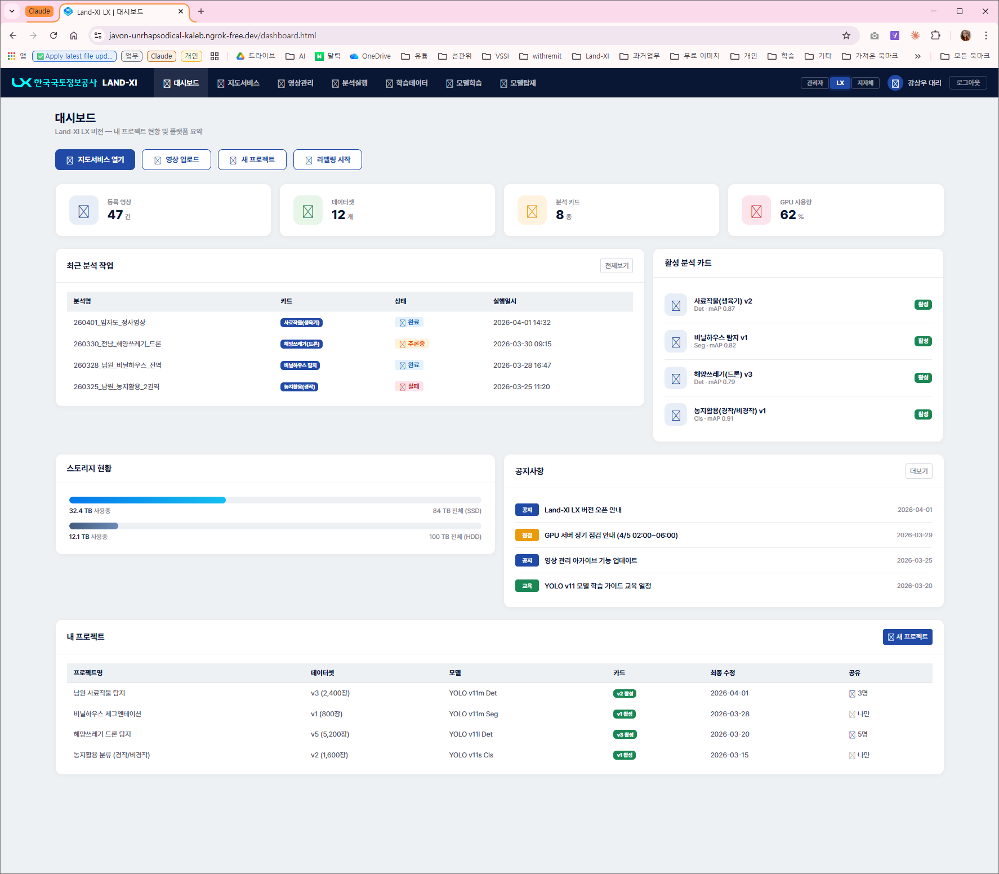 Claude
Land-XI LX | 대시보드
javon-unrhapsodical-kaleb.ngrok-free.dev/dashboard.html
앱 Apply latest file upd... 업무 Claude 개인 드라이브 AI 달력 OneDrive 유튭 선관위 VSSI withremit Land-XI 과거업무 무료 이미지 개인 학습 기타 가져온 북마크 » 모든 북마크
LX 한국국토정보공사 LAND-XI 대시보드 지도서비스 영상관리 분석실행 학습데이터 모델학습 모델탑재 관리자 LX 지자체 강상우 대리 로그아웃
대시보드
Land-XI LX 버전 — 내 프로젝트 현황 및 플랫폼 요약
지도서비스 열기 영상 업로드 새 프로젝트 라벨링 시작
등록 영상
47 건
데이터셋
12 개
분석 카드
8 종
GPU 사용량
62 %
최근 분석 작업 전체보기
분석명 카드 상태 실행일시
260401_임자도_정사영상 사료작물(생육기) 완료 2026-04-01 14:32
260330_전남_해양쓰레기_드론 해양쓰레기(드론) 추론중 2026-03-30 09:15
260328_남원_비닐하우스_전역 비닐하우스 탐지 완료 2026-03-28 16:47
260325_남원_농지활용_2권역 농지활용(경작) 실패 2026-03-25 11:20
활성 분석 카드
사료작물(생육기) v2 활성
Det · mAP 0.87
비닐하우스 탐지 v1 활성
Seg · mAP 0.82
해양쓰레기(드론) v3 활성
Det · mAP 0.79
농지활용(경작/비경작) v1 활성
Cls · mAP 0.91
스토리지 현황
32.4 TB 사용중 84 TB 전체 (SSD)
12.1 TB 사용중 100 TB 전체 (HDD)
공지사항 더보기
공지 Land-XI LX 버전 오픈 안내 2026-04-01
점검 GPU 서버 정기 점검 안내 (4/5 02:00~06:00) 2026-03-29
공지 영상 관리 아카이브 기능 업데이트 2026-03-25
교육 YOLO v11 모델 학습 가이드 교육 일정 2026-03-20
내 프로젝트 새 프로젝트
프로젝트명 데이터셋 모델 카드 최종 수정 공유
남원 사료작물 탐지 v3 (2,400장) YOLO v11m Det v2 활성 2026-04-01 3명
비닐하우스 세그멘테이션 v1 (800장) YOLO v11m Seg v1 활성 2026-03-28 나만
해양쓰레기 드론 탐지 v5 (5,200장) YOLO v11l Det v3 활성 2026-03-20 5명
농지활용 분류 (경작/비경작) v2 (1,600장) YOLO v11s Cls v1 활성 2026-03-15 나만